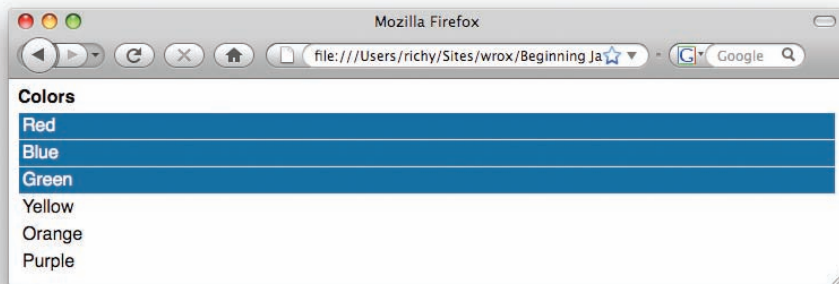 Mozilla Firefox
file:///Users/richy/Sites/wrox/Beginning Ja
G Google
Colors
Red
Blue
Green
Yellow
Orange
Purple